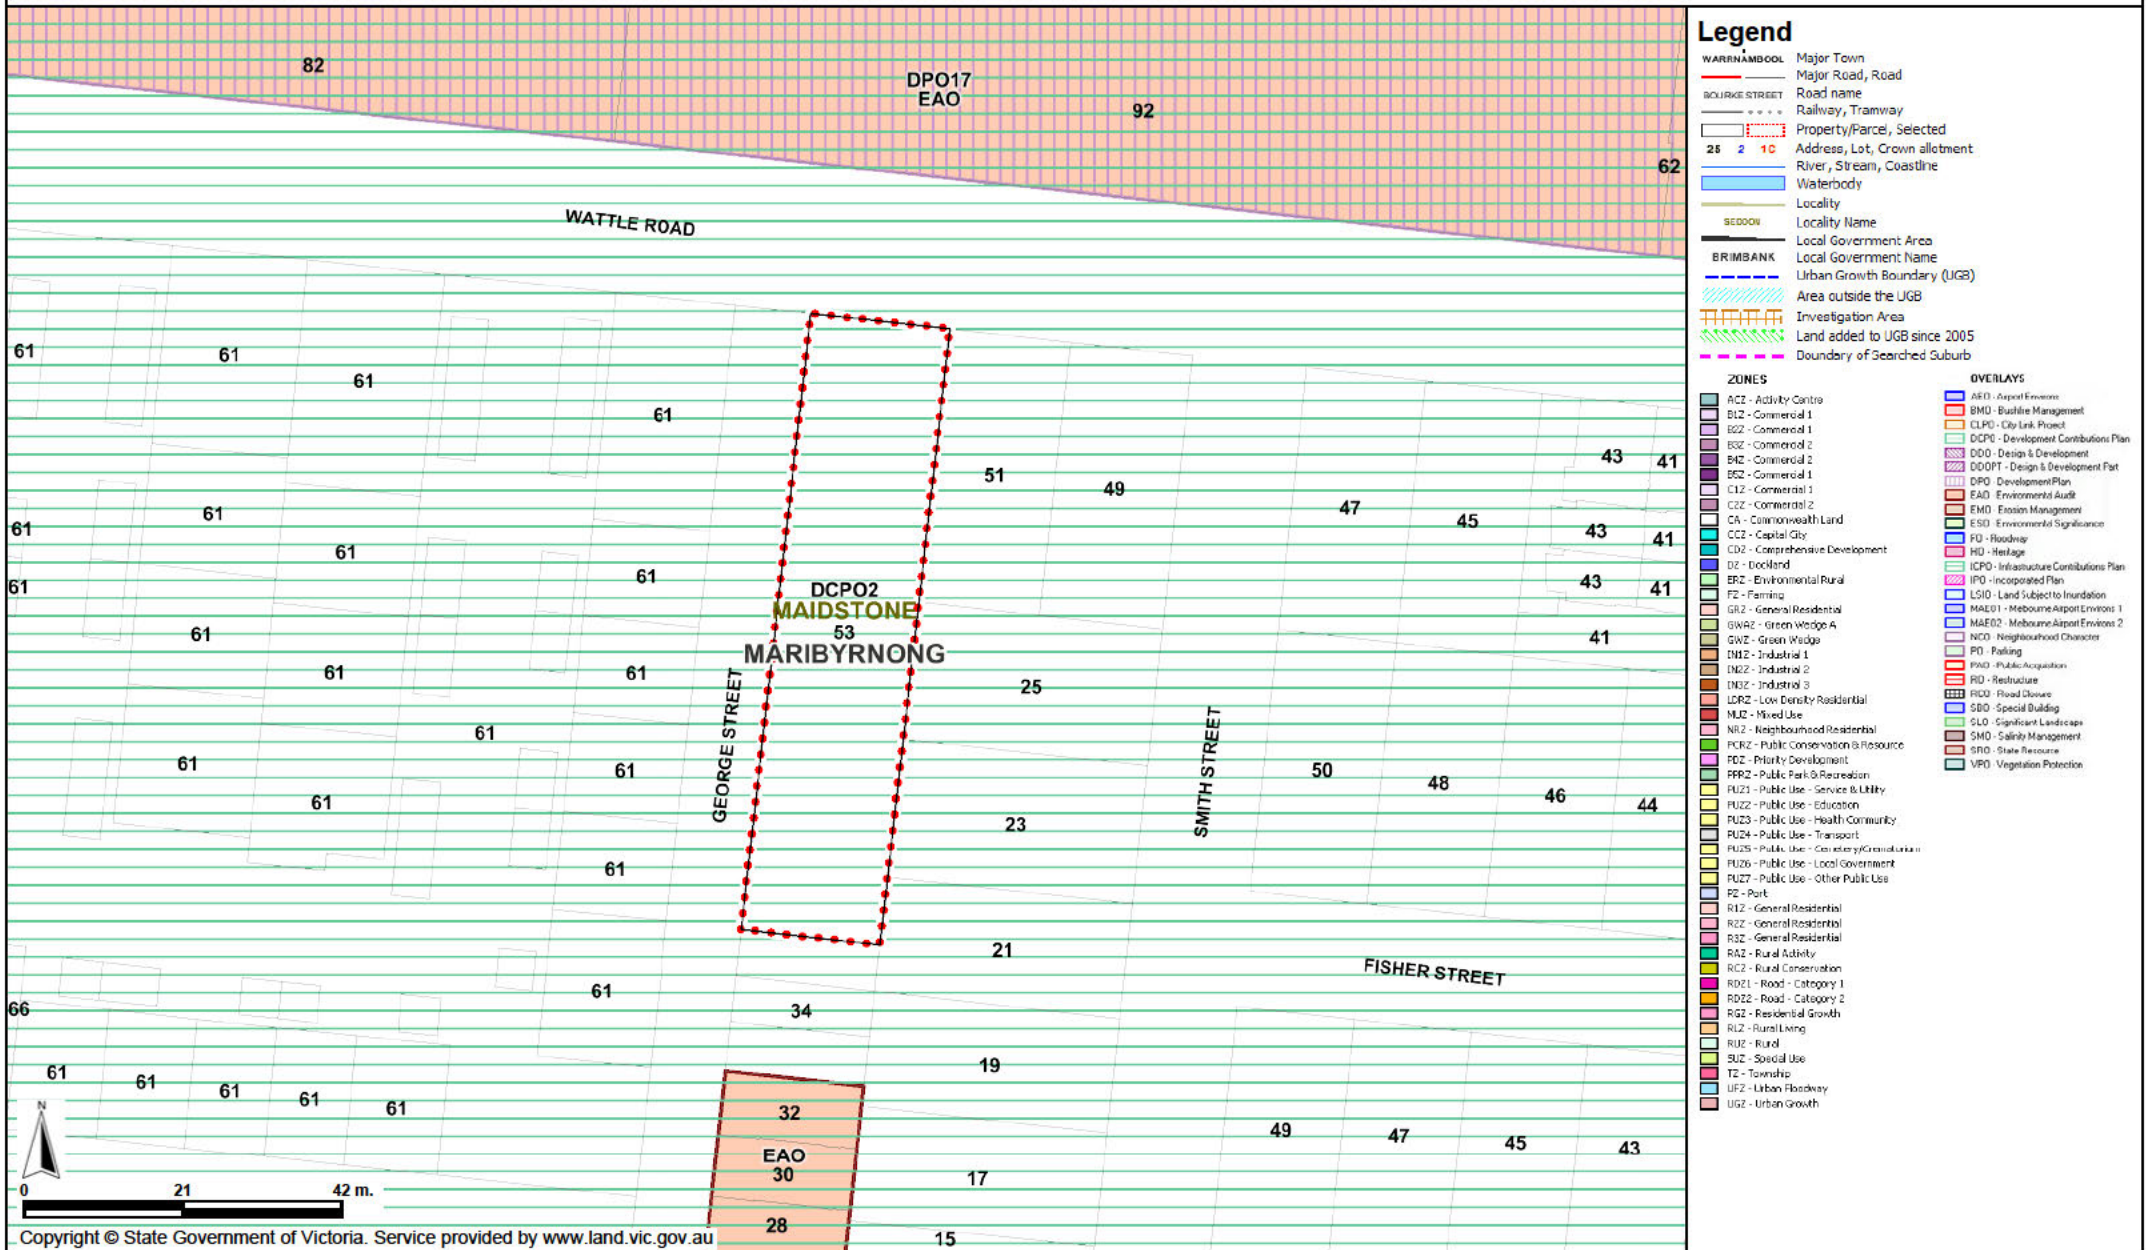 82
DPO17
EAO
92
62
WATTLE ROAD
61
61
61
61
51
49
47
45
43
41
61
61
61
61
61
43
41
43
41
DCPO2
MAIDSTONE
53
MARIBYRNONG
61
61
61
41
25
GEORGE STREET
SMITH STREET
61
61
61
61
50
48
46
44
23
61
21
FISHER STREET
66
61
34
19
61
61
61
61
61
32
EAO
30
28
17
15
49
47
45
43
N
0 21 42 m.
Copyright © State Government of Victoria. Service provided by www.land.vic.gov.au
Legend
WARRNAMBOOL Major Town
Major Road, Road
BOURKE STREET Road name
Railway, Tramway
Property/Parcel, Selected
25 2 1C Address, Lot, Crown allotment
River, Stream, Coastline
Waterbody
Locality
SEDDON Locality Name
Local Government Area
BRIMBANK Local Government Name
Urban Growth Boundary (UGB)
Area outside the UGB
Investigation Area
Land added to UGB since 2005
Boundary of Searched Suburb
ZONES
ACZ - Activity Centre
B1Z - Commercial 1
B2Z - Commercial 1
B3Z - Commercial 2
B4Z - Commercial 2
B5Z - Commercial 1
C1Z - Commercial 1
C2Z - Commercial 2
CA - Commonwealth Land
CCZ - Capital City
CDZ - Comprehensive Development
DZ - Dockland
ERZ - Environmental Rural
FZ - Farming
GRZ - General Residential
GWAZ - Green Wedge A
GWZ - Green Wedge
IN1Z - Industrial 1
IN2Z - Industrial 2
IN3Z - Industrial 3
LDRZ - Low Density Residential
MUZ - Mixed Use
NRZ - Neighbourhood Residential
PCRZ - Public Conservation & Resource
PDZ - Priority Development
PPRZ - Public Park & Recreation
PUZ1 - Public Use - Service & Utility
PUZ2 - Public Use - Education
PUZ3 - Public Use - Health Community
PUZ4 - Public Use - Transport
PUZ5 - Public Use - Cemetery/Crematorium
PUZ6 - Public Use - Local Government
PUZ7 - Public Use - Other Public Use
PZ - Port
R1Z - General Residential
R2Z - General Residential
R3Z - General Residential
RAZ - Rural Activity
RCZ - Rural Conservation
RDZ1 - Road - Category 1
RDZ2 - Road - Category 2
RGZ - Residential Growth
RLZ - Rural Living
RUZ - Rural
SUZ - Special Use
TZ - Township
UFZ - Urban Floodway
UGZ - Urban Growth
OVERLAYS
AEO - Airport Environs
BMO - Bushfire Management
CLPO - City Link Project
DCPO - Development Contributions Plan
DDO - Design & Development
DDOPT - Design & Development Part
DPO - Development Plan
EAO - Environmental Audit
EMO - Erosion Management
ESO - Environmental Significance
FO - Floodway
HO - Heritage
ICPO - Infrastructure Contributions Plan
IPO - Incorporated Plan
LSIO - Land Subject to Inundation
MAEO1 - Melbourne Airport Environs 1
MAEO2 - Melbourne Airport Environs 2
NCO - Neighbourhood Character
PO - Parking
PAO - Public Acquisition
RO - Restructure
RCO - Road Closure
SBO - Special Building
SLO - Significant Landscape
SMO - Salinity Management
SRO - State Resource
VPO - Vegetation Protection